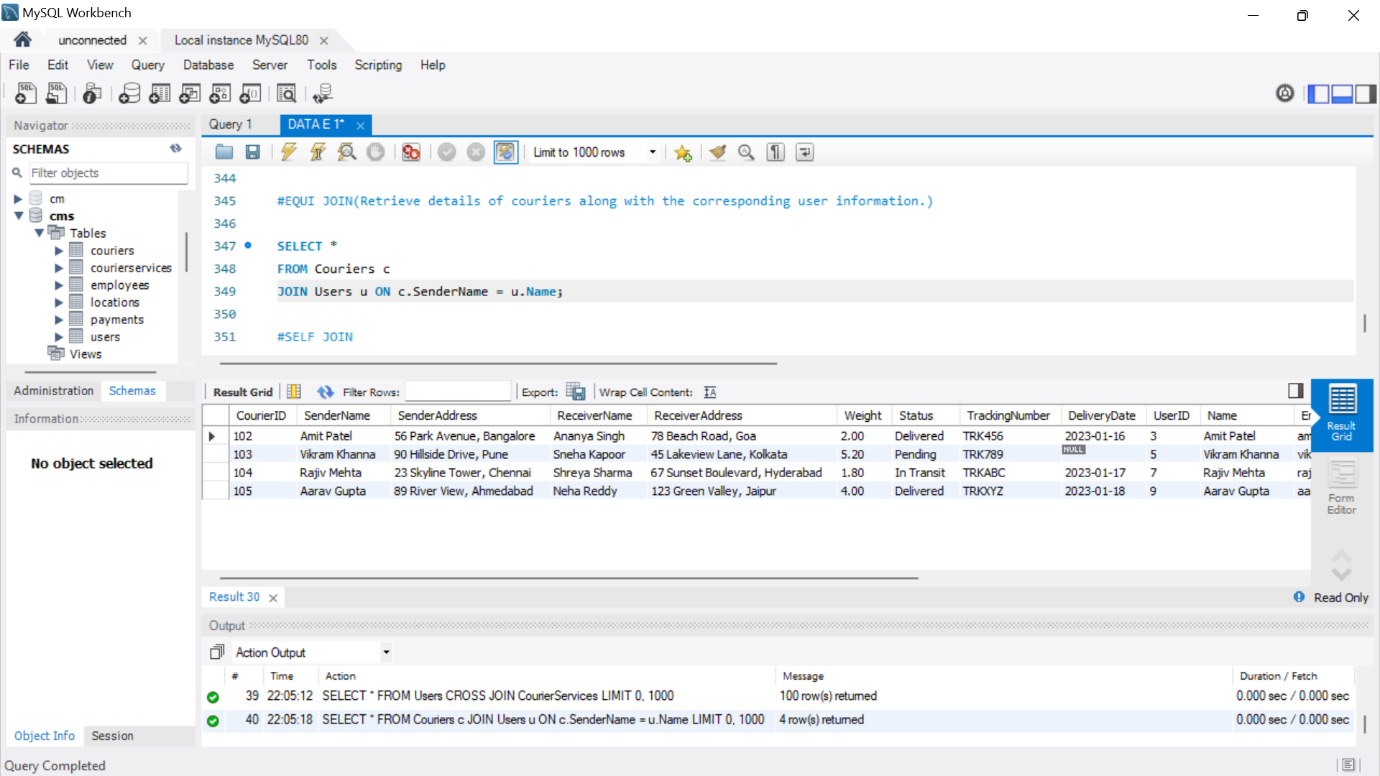 MySQL Workbench
unconnected
Local instance MySQL80
File Edit View Query Database Server Tools Scripting Help
Navigator
SCHEMAS
Filter objects
cm
cms
Tables
couriers
courierservices
employees
locations
payments
users
Views
Administration Schemas
Information
No object selected
Object Info Session
Query 1 DATA E 1*
Limit to 1000 rows
344
345 #EQUI JOIN(Retrieve details of couriers along with the corresponding user information.)
346
347 SELECT *
348 FROM Couriers c
349 JOIN Users u ON c.SenderName = u.Name;
350
351 #SELF JOIN
Result Grid Filter Rows: Export: Wrap Cell Content:
CourierID SenderName SenderAddress ReceiverName ReceiverAddress Weight Status TrackingNumber DeliveryDate UserID Name Er
102 Amit Patel 56 Park Avenue, Bangalore Ananya Singh 78 Beach Road, Goa 2.00 Delivered TRK456 2023-01-16 3 Amit Patel am
103 Vikram Khanna 90 Hillside Drive, Pune Sneha Kapoor 45 Lakeview Lane, Kolkata 5.20 Pending TRK789 NULL 5 Vikram Khanna vik
104 Rajiv Mehta 23 Skyline Tower, Chennai Shreya Sharma 67 Sunset Boulevard, Hyderabad 1.80 In Transit TRKABC 2023-01-17 7 Rajiv Mehta raj
105 Aarav Gupta 89 River View, Ahmedabad Neha Reddy 123 Green Valley, Jaipur 4.00 Delivered TRKXYZ 2023-01-18 9 Aarav Gupta aa
Result
Grid
Form
Editor
Result 30
Read Only
Output
Action Output
# Time Action Message Duration / Fetch
39 22:05:12 SELECT * FROM Users CROSS JOIN CourierServices LIMIT 0, 1000 100 row(s) returned 0.000 sec / 0.000 sec
40 22:05:18 SELECT * FROM Couriers c JOIN Users u ON c.SenderName = u.Name LIMIT 0, 1000 4 row(s) returned 0.000 sec / 0.000 sec
Query Completed